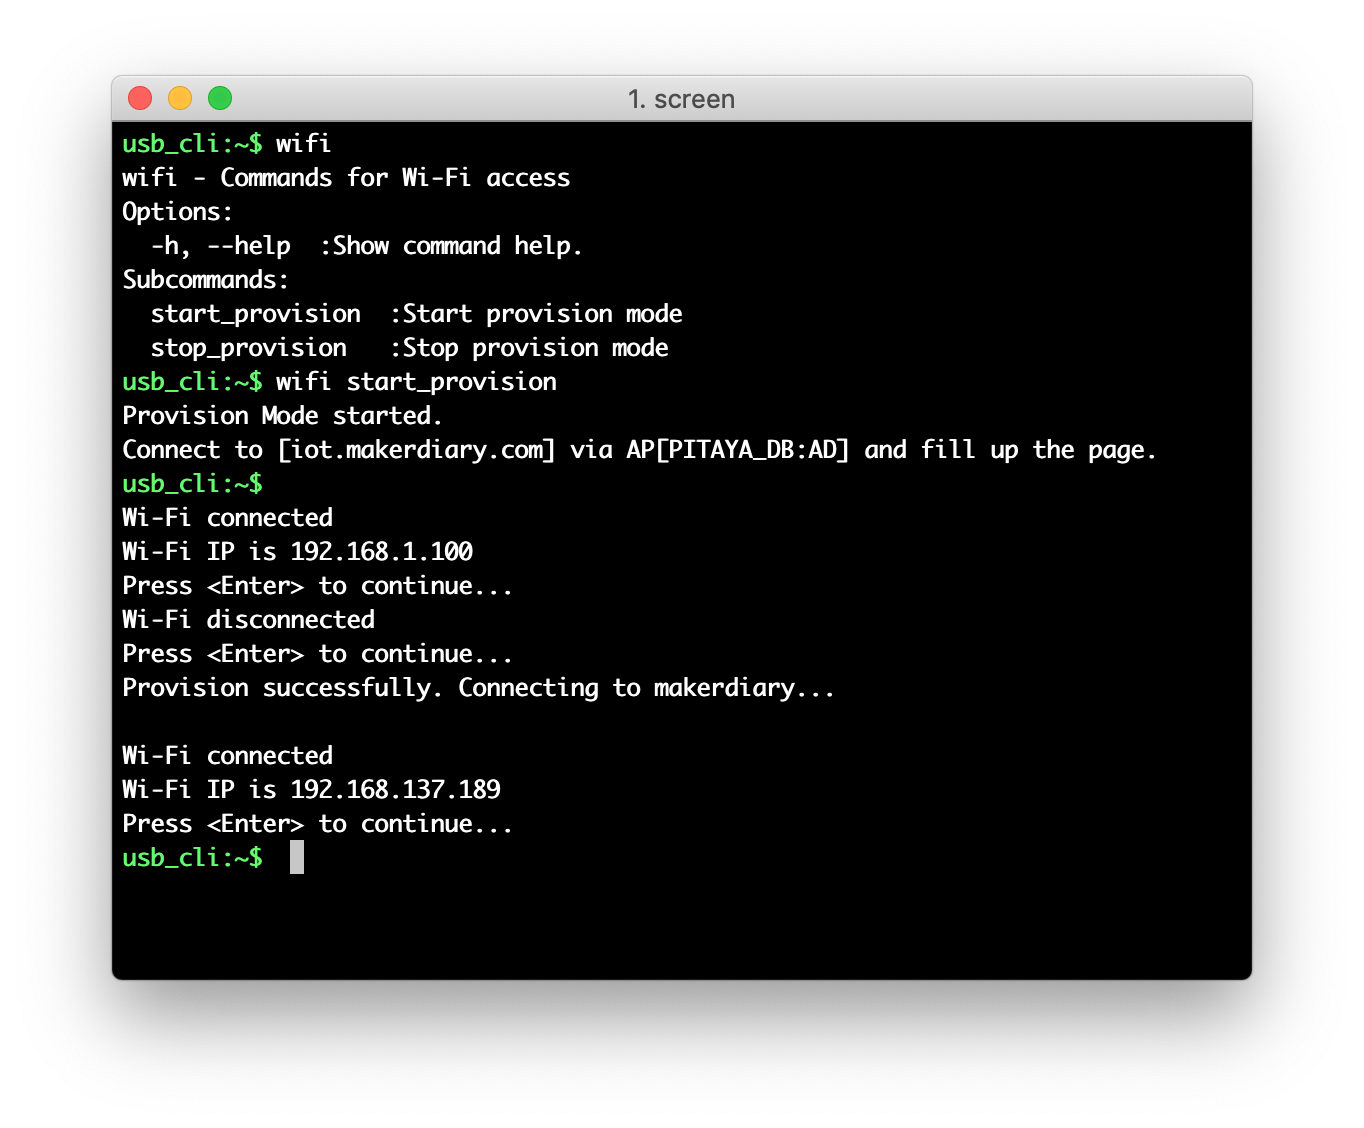 1. screen
usb_cli:~$ wifi
wifi - Commands for Wi-Fi access
Options:
  -h, --help  :Show command help.
Subcommands:
  start_provision  :Start provision mode
  stop_provision   :Stop provision mode
usb_cli:~$ wifi start_provision
Provision Mode started.
Connect to [iot.makerdiary.com] via AP[PITAYA_DB:AD] and fill up the page.
usb_cli:~$
Wi-Fi connected
Wi-Fi IP is 192.168.1.100
Press <Enter> to continue...
Wi-Fi disconnected
Press <Enter> to continue...
Provision successfully. Connecting to makerdiary...

Wi-Fi connected
Wi-Fi IP is 192.168.137.189
Press <Enter> to continue...
usb_cli:~$